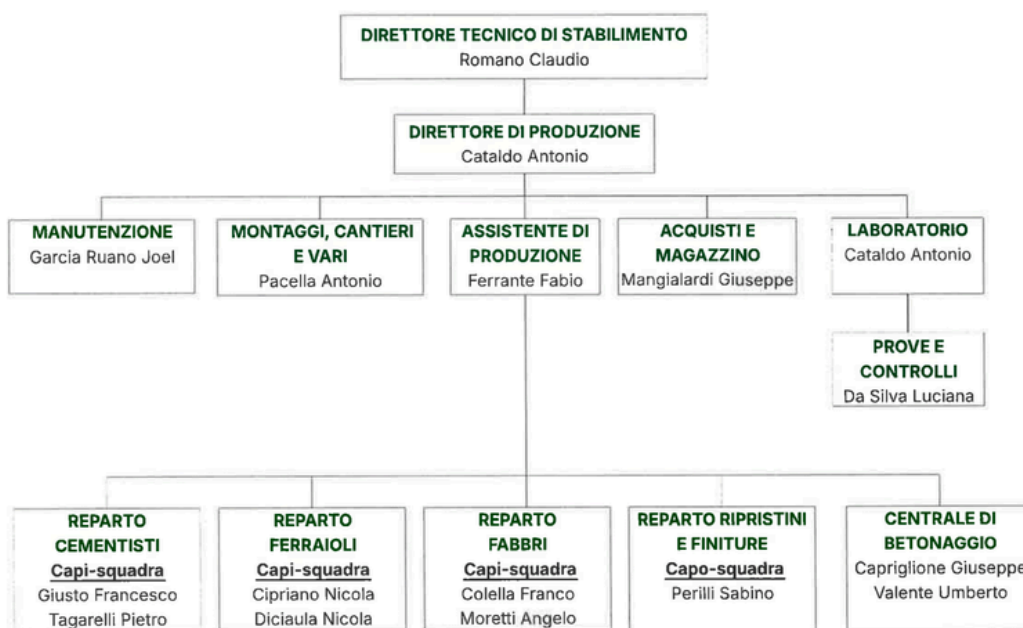 DIRETTORE TECNICO DI STABILIMENTO
Romano Claudio
DIRETTORE DI PRODUZIONE
Cataldo Antonio
MANUTENZIONE
Garcia Ruano Joel
MONTAGGI, CANTIERI
E VARI
Pacella Antonio
ASSISTENTE DI
PRODUZIONE
Ferrante Fabio
ACQUISTI E
MAGAZZINO
Mangialardi Giuseppe
LABORATORIO
Cataldo Antonio
PROVE E
CONTROLLI
Da Silva Luciana
REPARTO
CEMENTISTI
Capi-squadra
Giusto Francesco
Tagarelli Pietro
REPARTO
FERRAIOLI
Capi-squadra
Cipriano Nicola
Diciaula Nicola
REPARTO
FABBRI
Capi-squadra
Colella Franco
Moretti Angelo
REPARTO RIPRISTINI
E FINITURE
Capo-squadra
Perilli Sabino
CENTRALE DI
BETONAGGIO
Capriglione Giuseppe
Valente Umberto